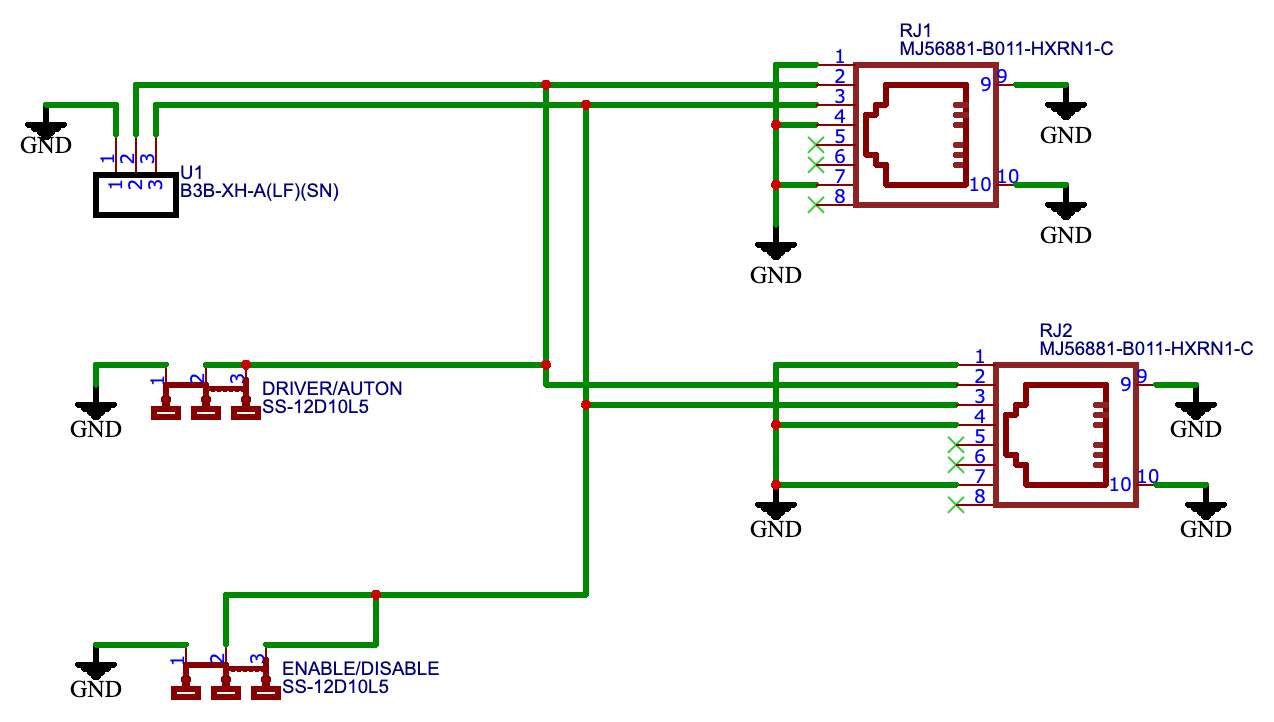 RJ1
MJ56881-B011-HXRN1-C
1
2
3
4
5
6
7
8
9 9
10 10
GND
GND
GND
GND
1 2 3
1 2 3
U1
B3B-XH-A(LF)(SN)
RJ2
MJ56881-B011-HXRN1-C
1
2
3
4
5
6
7
8
9 9
10 10
GND
GND
GND
1 2 3
DRIVER/AUTON
SS-12D10L5
GND
1 2 3
ENABLE/DISABLE
SS-12D10L5
GND